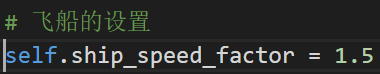 # 飞船的设置
self.ship_speed_factor = 1.5